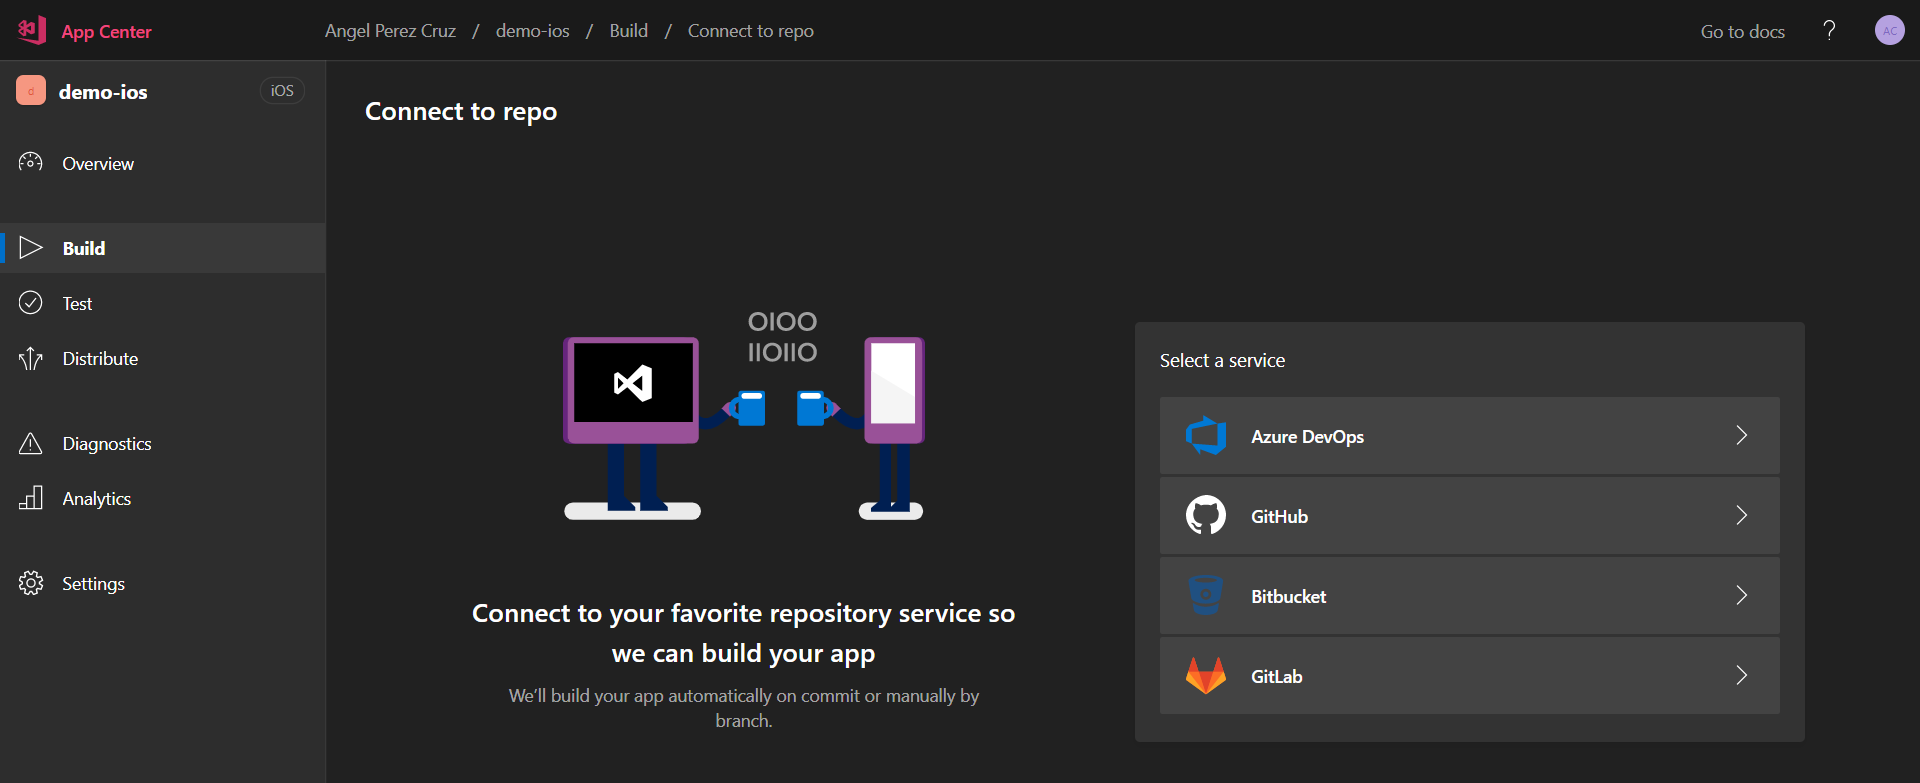 App Center
Angel Perez Cruz / demo-ios / Build / Connect to repo
Go to docs
?
AC
d
demo-ios
iOS
Overview
Build
Test
Distribute
Diagnostics
Analytics
Settings
Connect to repo
OIOO
IIOIIO
Connect to your favorite repository service so
we can build your app
We'll build your app automatically on commit or manually by
branch.
Select a service
Azure DevOps
GitHub
Bitbucket
GitLab